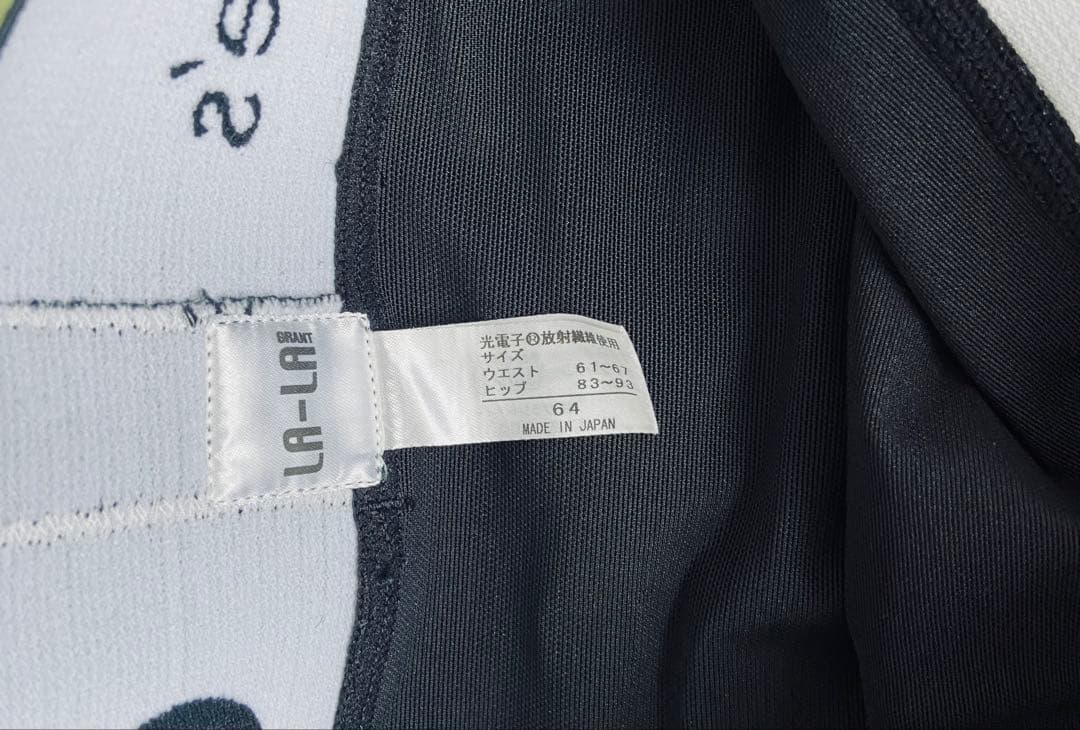 's
GRANT
LA-LA
光電子®放射繊維使用
サイズ
ウエスト 61〜67
ヒップ 83〜93
64
MADE IN JAPAN